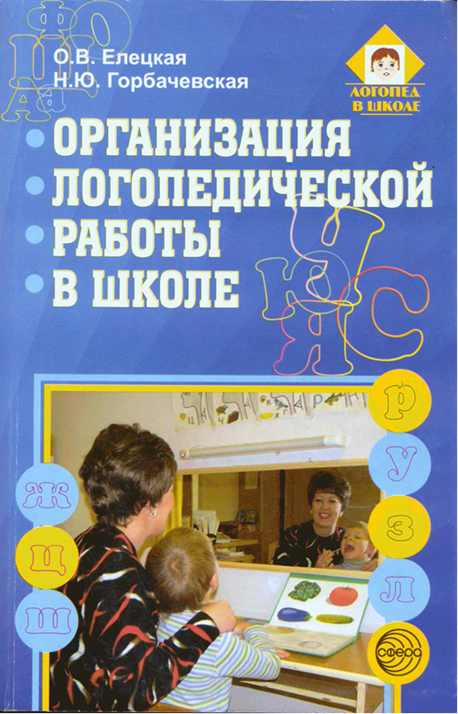 О.В. Елецкая
Н.Ю. Горбачевская
ЛОГОПЕД
В ШКОЛЕ
ОРГАНИЗАЦИЯ
ЛОГОПЕДИЧЕСКОЙ
РАБОТЫ
В ШКОЛЕ
Ч
Ю
Я С
Р
У
З
Л
Ж
Ц
Ш
СФЕРА